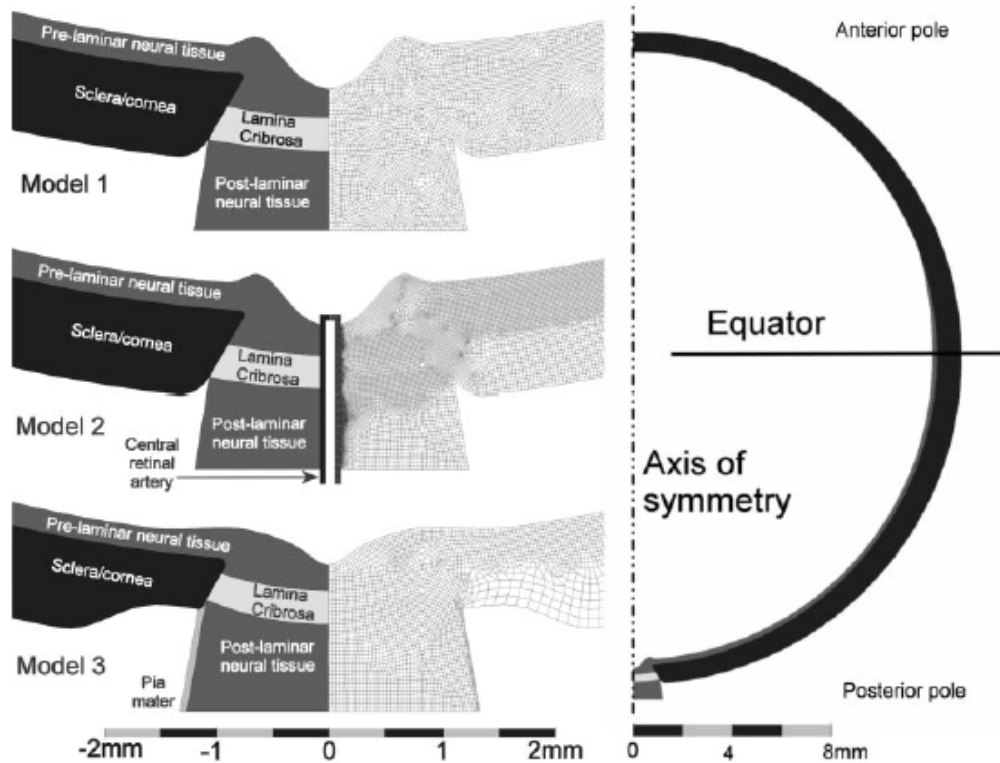 Pre-laminar neural tissue
Sclera/cornea
Lamina
Cribrosa
Post-laminar
neural tissue
Model 1
Pre-laminar neural tissue
Sclera/cornea
Lamina
Cribrosa
Post-laminar
neural tissue
Model 2
Central
retinal
artery
Pre-laminar neural tissue
Sclera/cornea
Lamina
Cribrosa
Post-laminar
neural tissue
Model 3
Pia
mater
-2mm -1 0 1 2mm
Anterior pole
Equator
Axis of
symmetry
Posterior pole
0 4 8mm